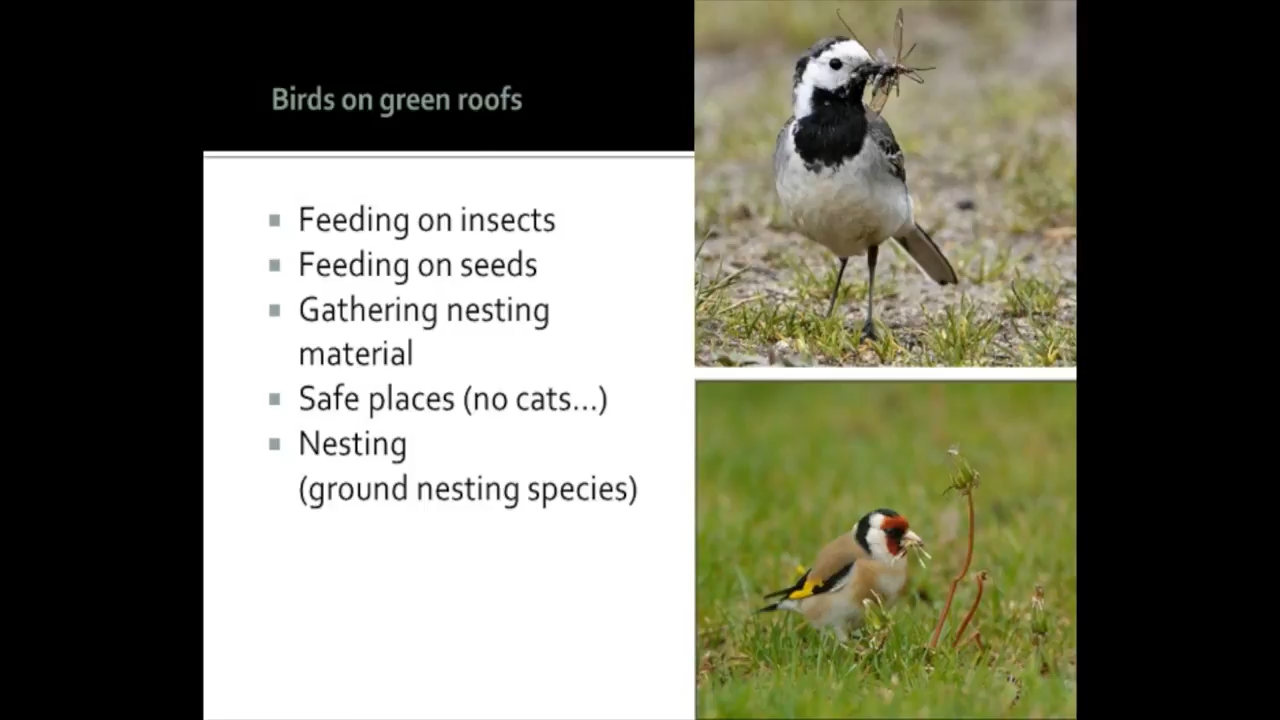 Birds on green roofs
Feeding on insects
Feeding on seeds
Gathering nesting
material
Safe places (no cats...)
Nesting
(ground nesting species)